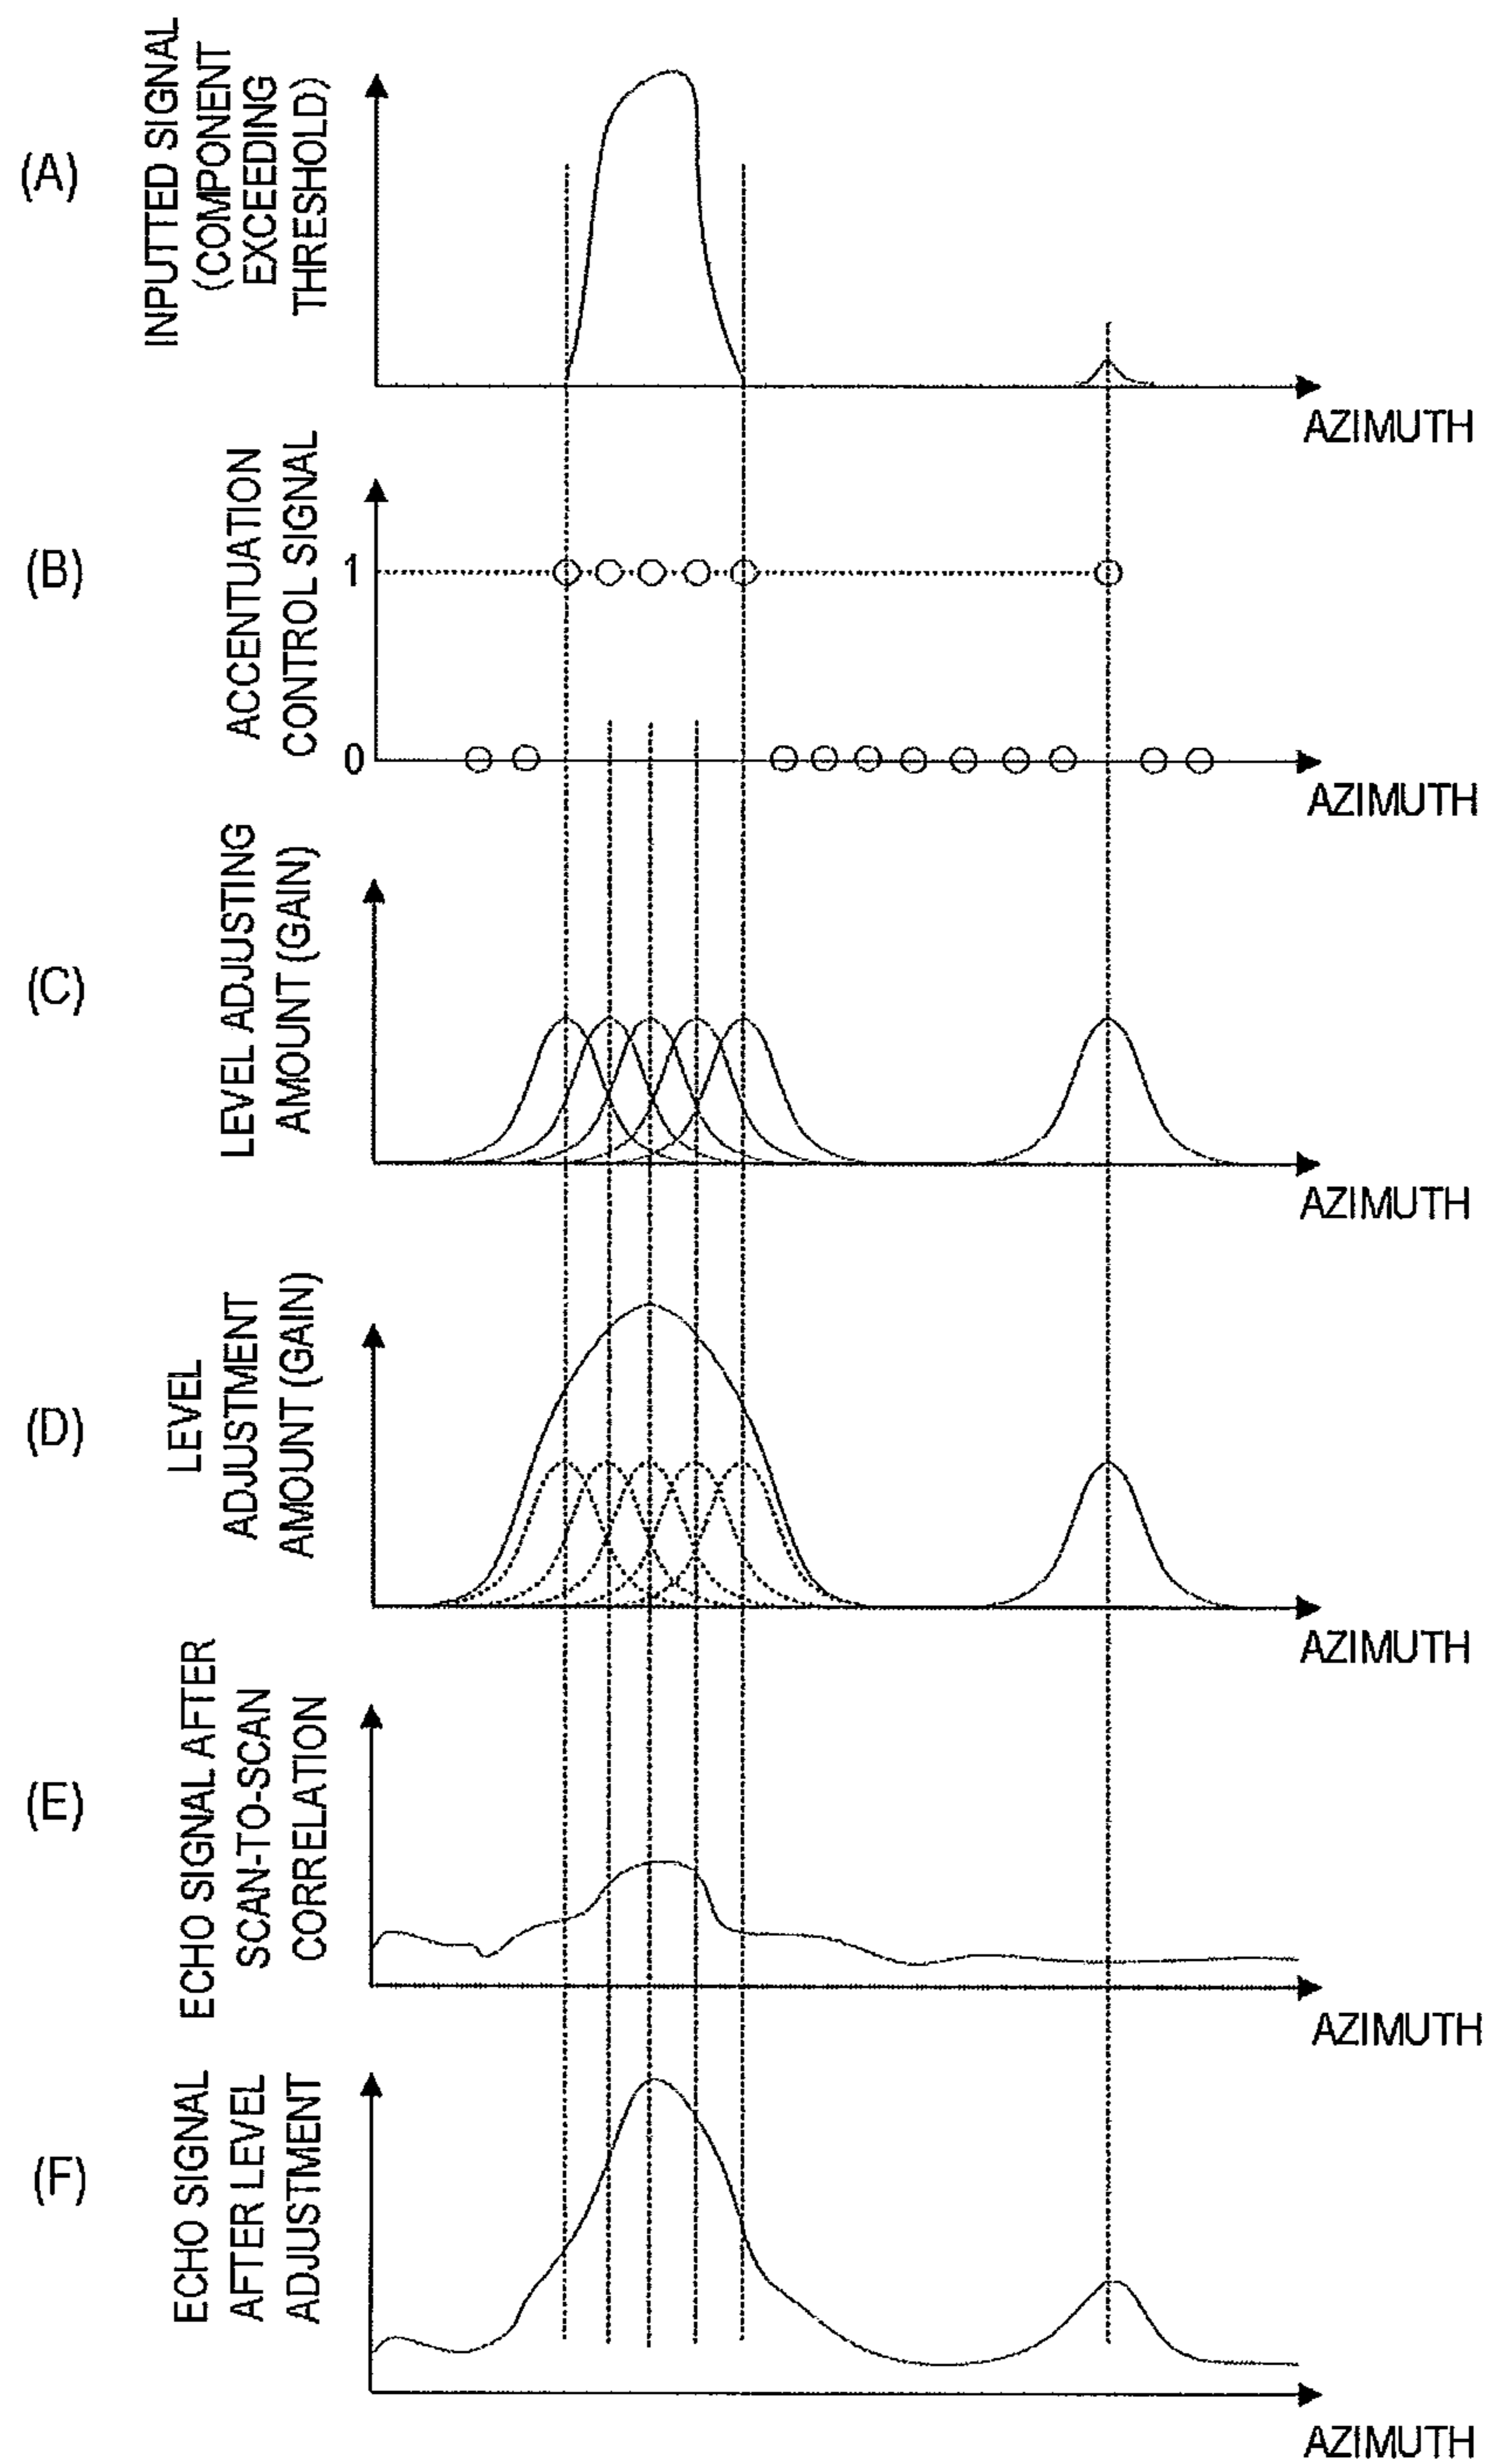 (A)
INPUTTED SIGNAL
(COMPONENT
EXCEEDING
THRESHOLD)
AZIMUTH
(B)
ACCENTUATION
CONTROL SIGNAL
1
0
AZIMUTH
(C)
LEVEL ADJUSTING
AMOUNT (GAIN)
AZIMUTH
(D)
LEVEL
ADJUSTMENT
AMOUNT (GAIN)
AZIMUTH
(E)
ECHO SIGNAL AFTER
SCAN-TO-SCAN
CORRELATION
AZIMUTH
(F)
ECHO SIGNAL
AFTER LEVEL
ADJUSTMENT
AZIMUTH